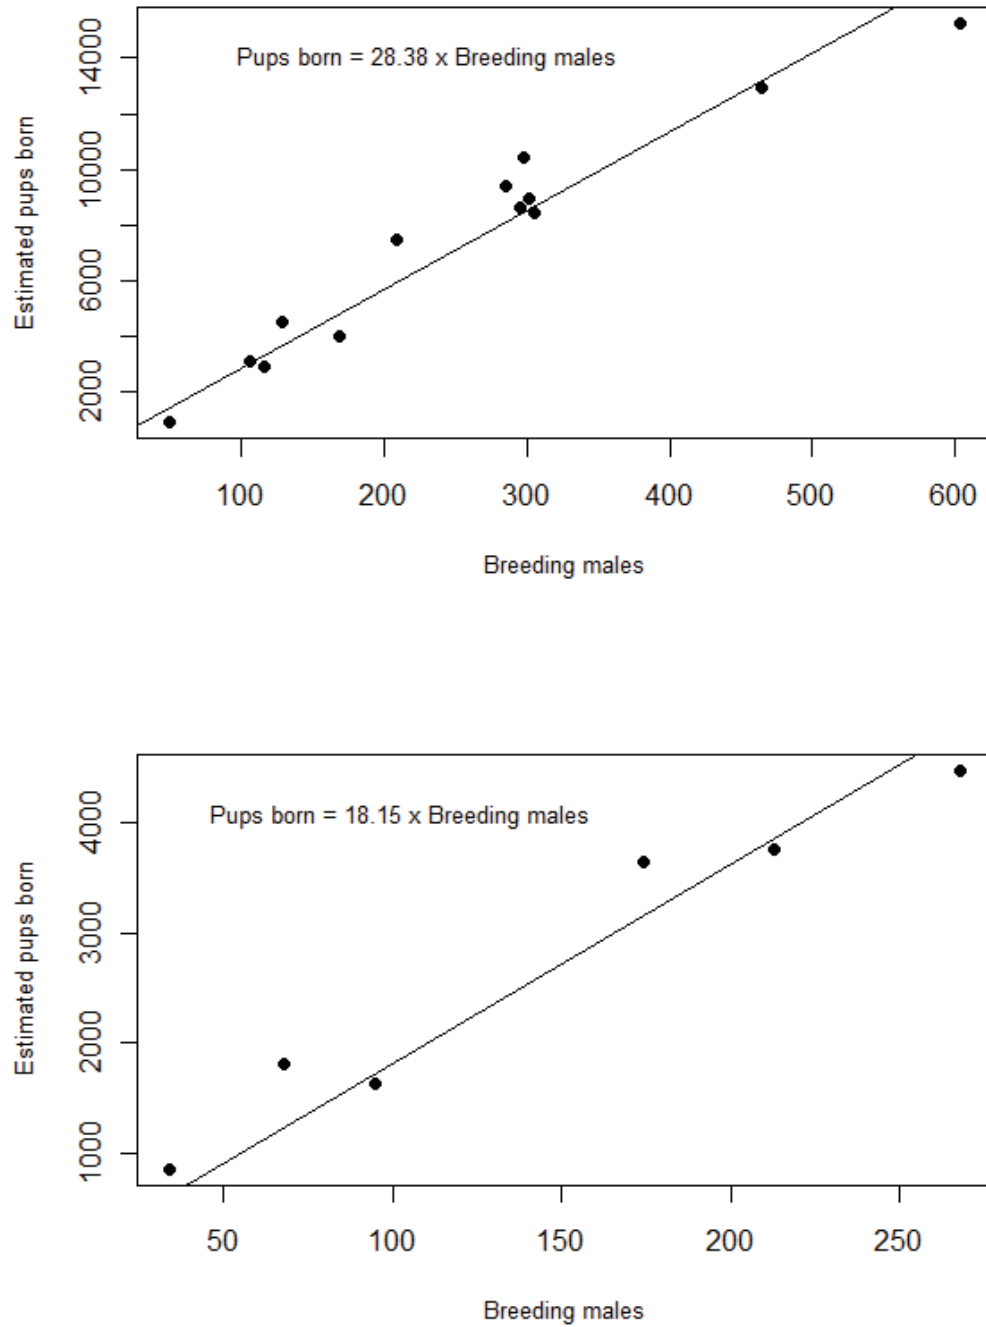 Pups born = 28.38 x Breeding males
Estimated pups born
14000
10000
6000
2000
100 200 300 400 500 600
Breeding males
Pups born = 18.15 x Breeding males
Estimated pups born
4000
3000
2000
1000
50 100 150 200 250
Breeding males